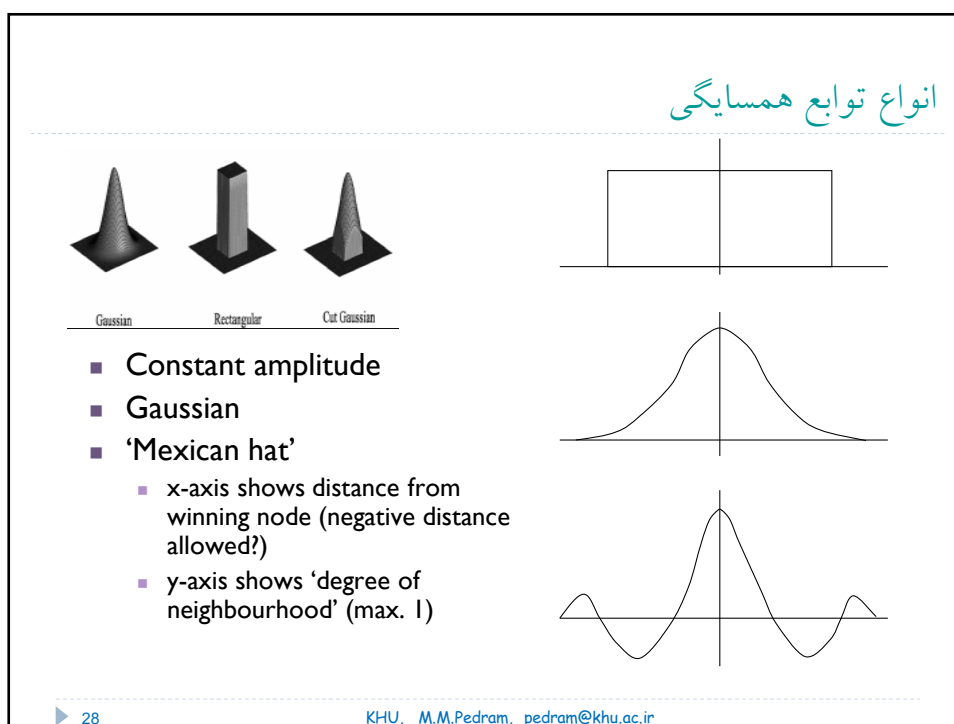 انواع توابع همسایگی
Gaussian Rectangular Cut Gaussian
Constant amplitude
Gaussian
‘Mexican hat’
x-axis shows distance from
winning node (negative distance
allowed?)
y-axis shows ‘degree of
neighbourhood’ (max. 1)
28 KHU, M.M.Pedram, pedram@khu.ac.ir